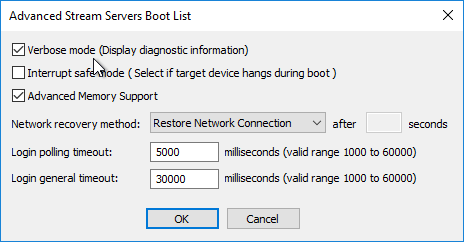 Advanced Stream Servers Boot List
Verbose mode (Display diagnostic information)
Interrupt safe mode ( Select if target device hangs during boot )
Advanced Memory Support
Network recovery method: Restore Network Connection after seconds
Login polling timeout: 5000 milliseconds (valid range 1000 to 60000)
Login general timeout: 30000 milliseconds (valid range 1000 to 60000)
OK Cancel